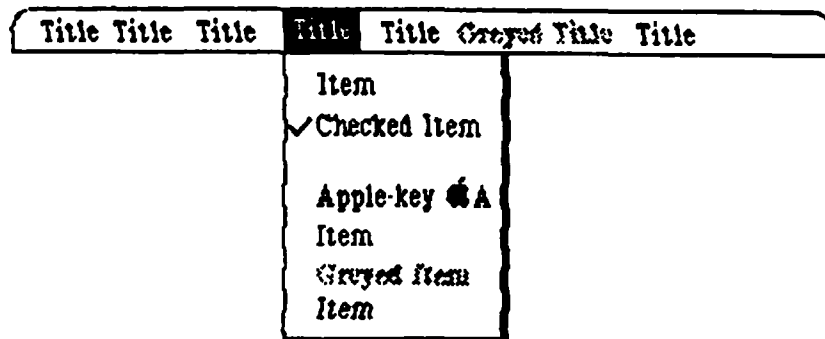 Title Title Title Title Title Greyed Title Title
Item
✓Checked Item
Apple-key A
Item
Greyed Item
Item